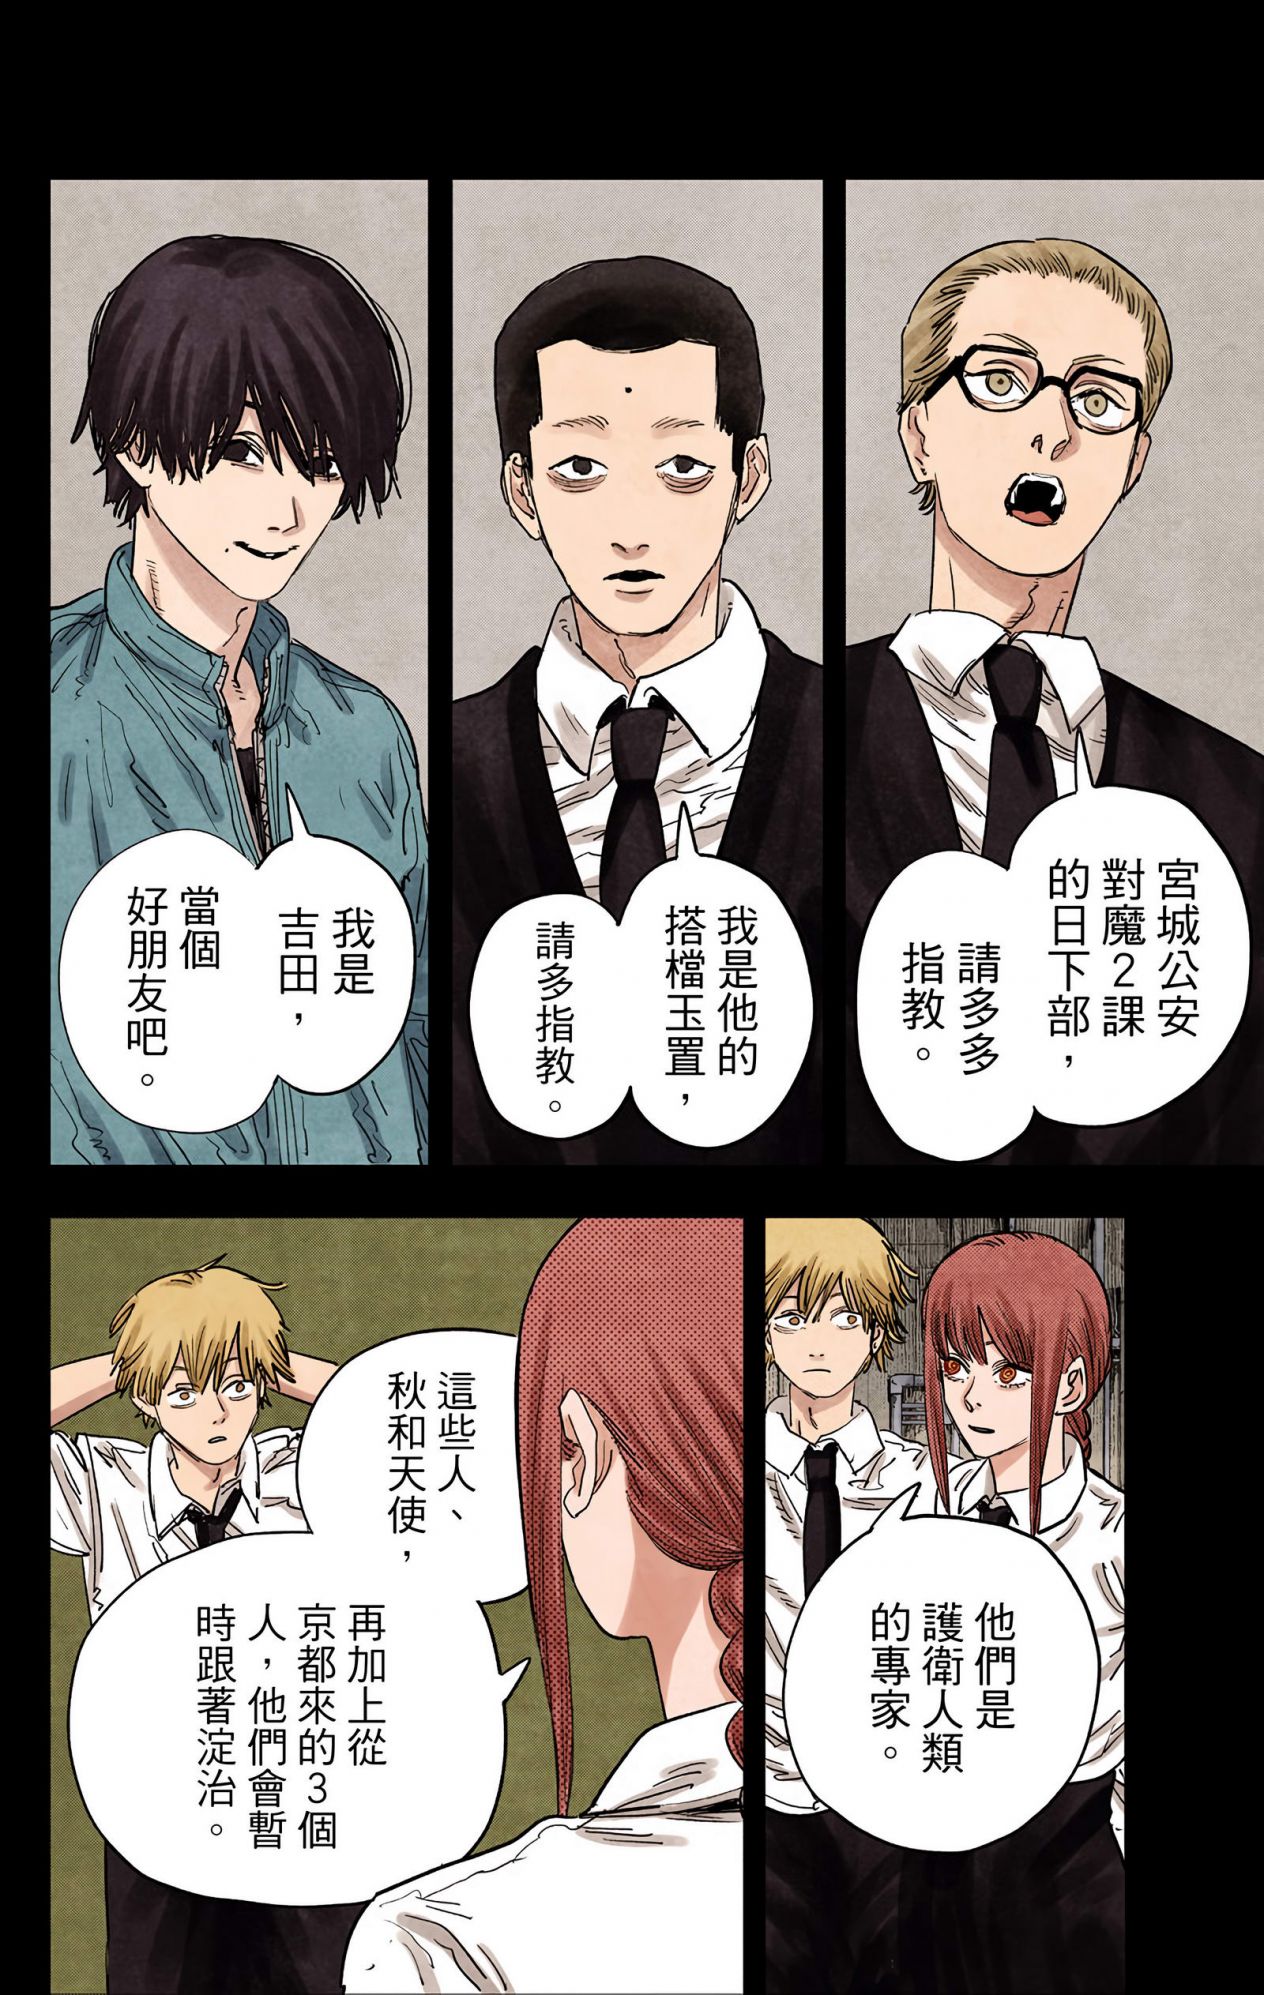 宮城公安
對魔2課
的日下部，
請多多
指教。
我是他的
搭檔玉置，
請多指教。
我是
吉田，
當個
好朋友吧。
他們是
護衛人類
的專家。
這些人、
秋和天使，
再加上從
京都來的3個
人，他們會暫
時跟著淀治。